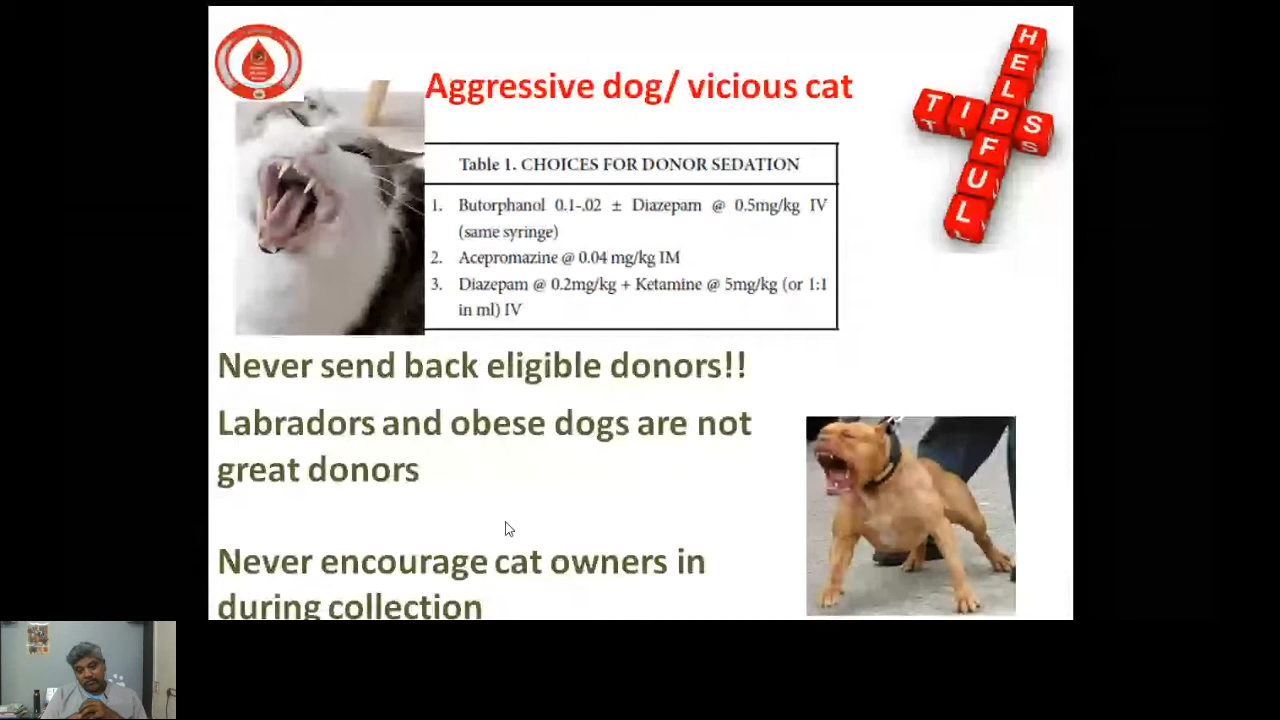 Aggressive dog/ vicious cat
HELPFUL
TIPS
Table 1. CHOICES FOR DONOR SEDATION
1. Butorphanol 0.1-.02 ± Diazepam @ 0.5mg/kg IV
(same syringe)
2. Acepromazine @ 0.04 mg/kg IM
3. Diazepam @ 0.2mg/kg + Ketamine @ 5mg/kg (or 1:1
in ml) IV
Never send back eligible donors!!
Labradors and obese dogs are not
great donors
Never encourage cat owners in
during collection